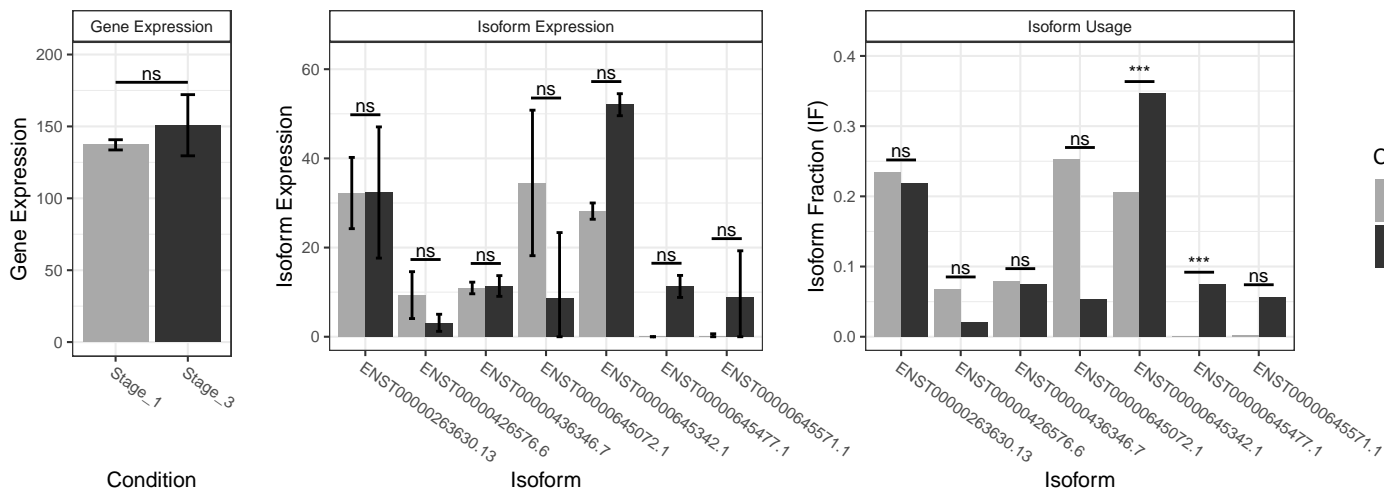 Gene Expression
Isoform Expression
Isoform Usage
Gene Expression
200
150
100
50
0
ns
Stage_1
Stage_3
Condition
Isoform Expression
60
40
20
0
ns
ns
ns
ns
ns
ns
ns
ENST00000263630.13
ENST00000426576.6
ENST00000436346.7
ENST00000645072.1
ENST00000645342.1
ENST00000645477.1
ENST00000645571.1
Isoform
Isoform Fraction (IF)
0.4
0.3
0.2
0.1
0.0
ns
ns
ns
ns
***
***
ns
ENST00000263630.13
ENST00000426576.6
ENST00000436346.7
ENST00000645072.1
ENST00000645342.1
ENST00000645477.1
ENST00000645571.1
Isoform